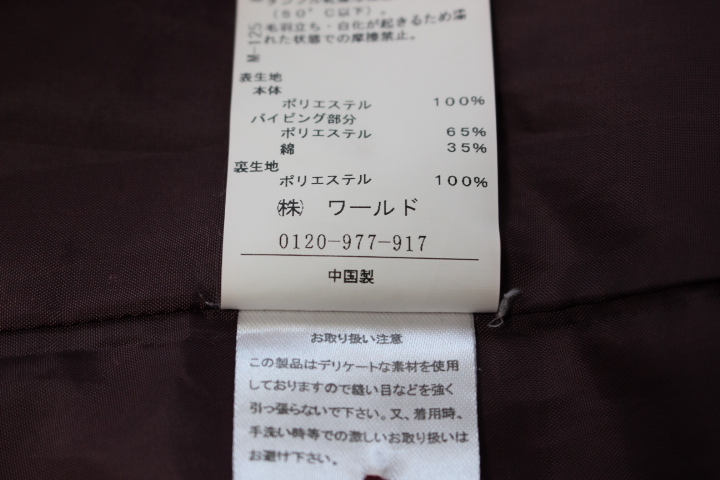 (50°C以下)。
毛羽立ち・白化が起きるため濡
れた状態での摩擦禁止。
M-125
表生地
本体
ポリエステル 100%
パイピング部分
ポリエステル 65%
綿 35%
裏生地
ポリエステル 100%
㈱ ワールド
0120-977-917
中国製
お取り扱い注意
この製品はデリケートな素材を使用
しておりますので縫い目などを強く
引っ張らないで下さい。又、着用時、
手洗い時等での激しいお取り扱いは
お避け下さい。